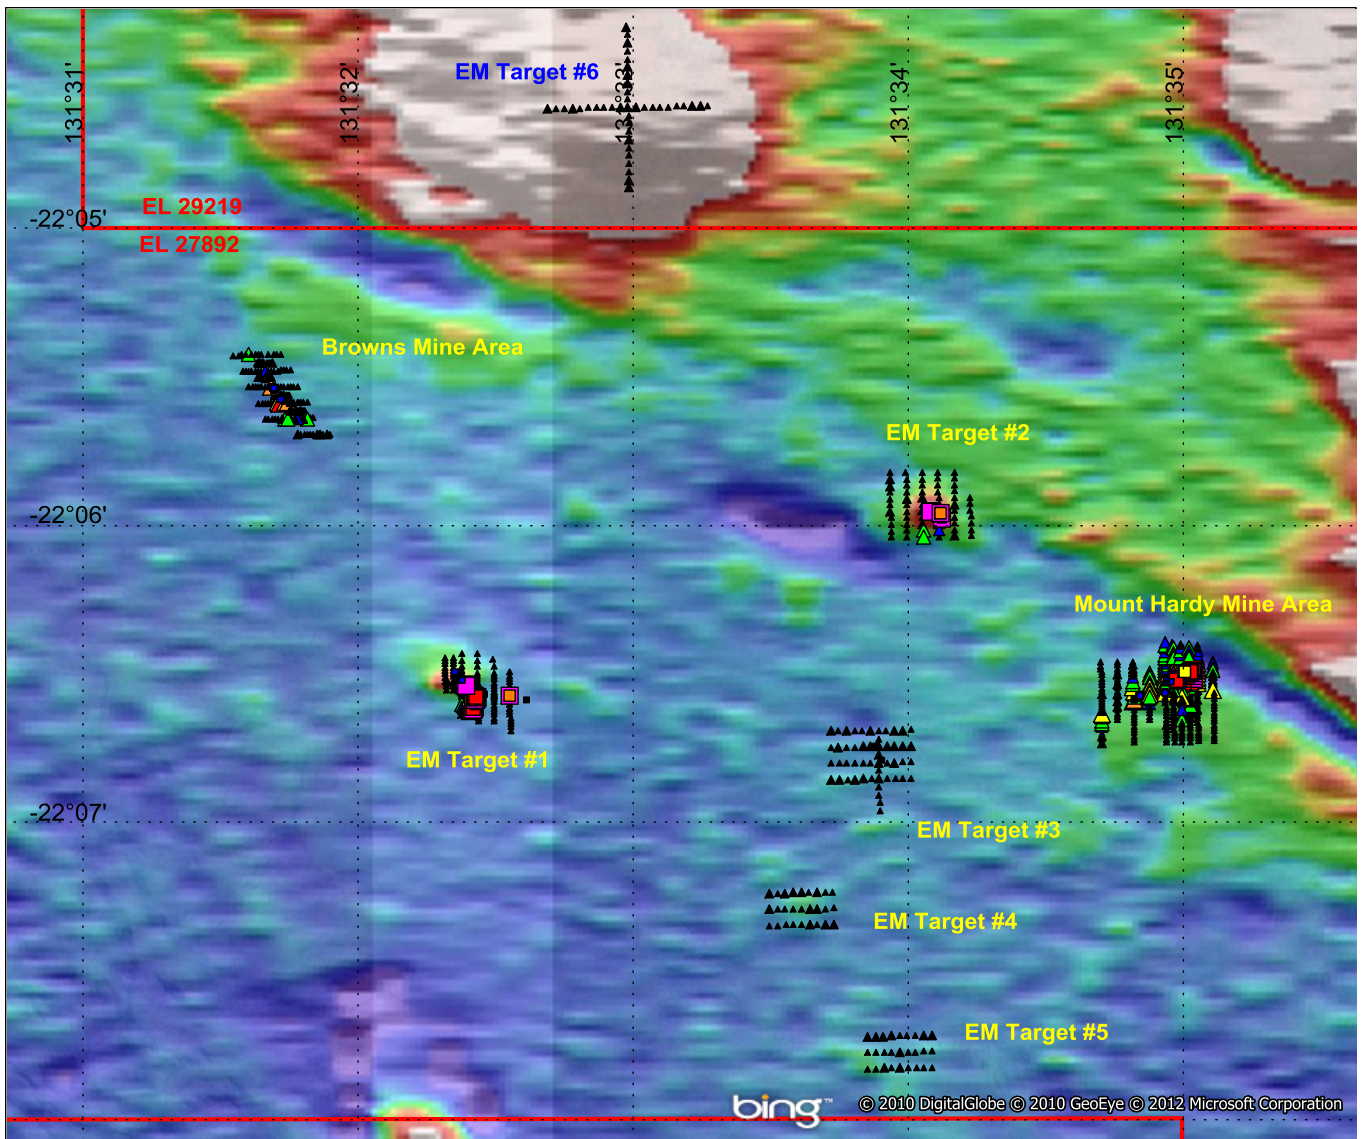 EM Target #6
131°31'
131°32'
131°34'
131°35'
EL 29219
-22°05'
EL 27892
Browns Mine Area
EM Target #2
-22°06'
Mount Hardy Mine Area
EM Target #1
-22°07'
EM Target #3
EM Target #4
EM Target #5
bing™ © 2010 DigitalGlobe © 2010 GeoEye © 2012 Microsoft Corporation